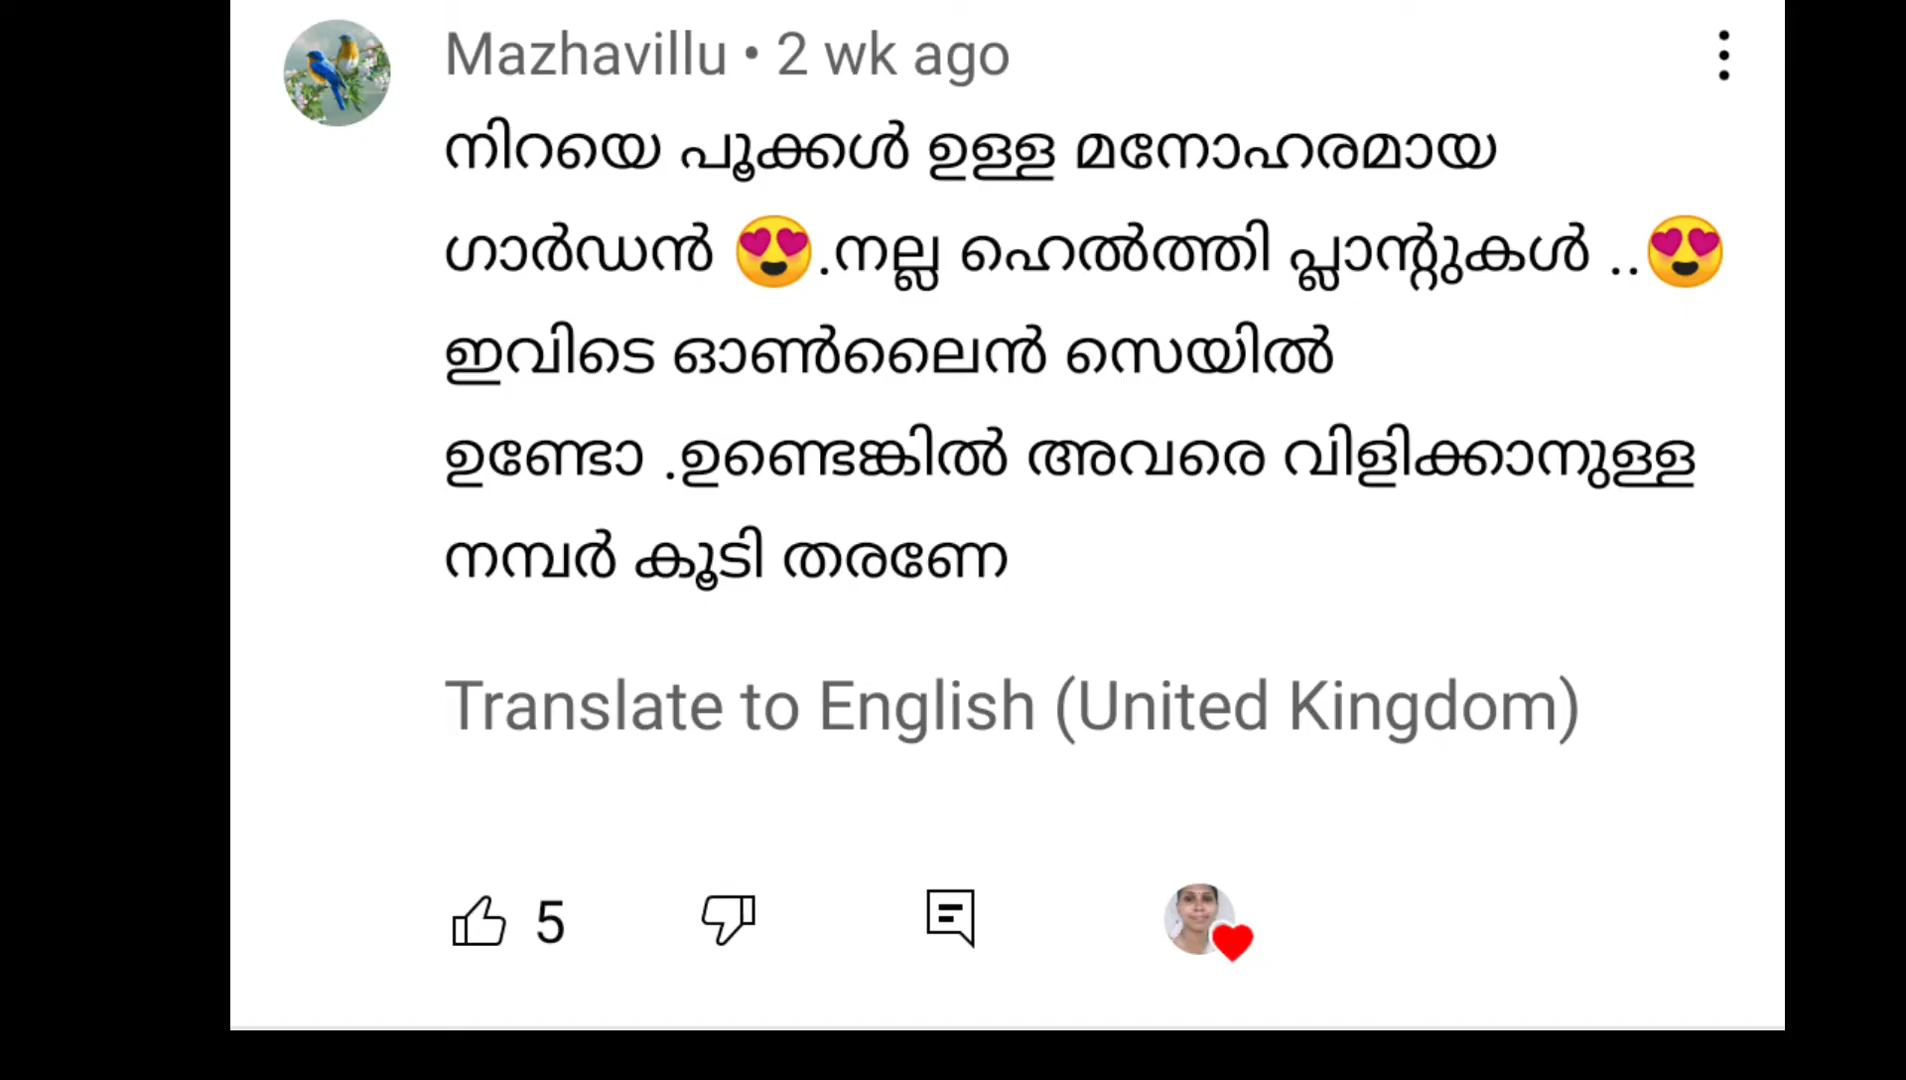 Mazhavillu • 2 wk ago
നിറയെ പൂക്കൾ ഉള്ള മനോഹരമായ
ഗാർഡൻ 😍.നല്ല ഹെൽത്തി പ്ലാന്റുകൾ ..😍
ഇവിടെ ഓൺലൈൻ സെയിൽ
ഉണ്ടോ .ഉണ്ടെങ്കിൽ അവരെ വിളിക്കാനുള്ള
നമ്പർ കൂടി തരണേ
Translate to English (United Kingdom)
5